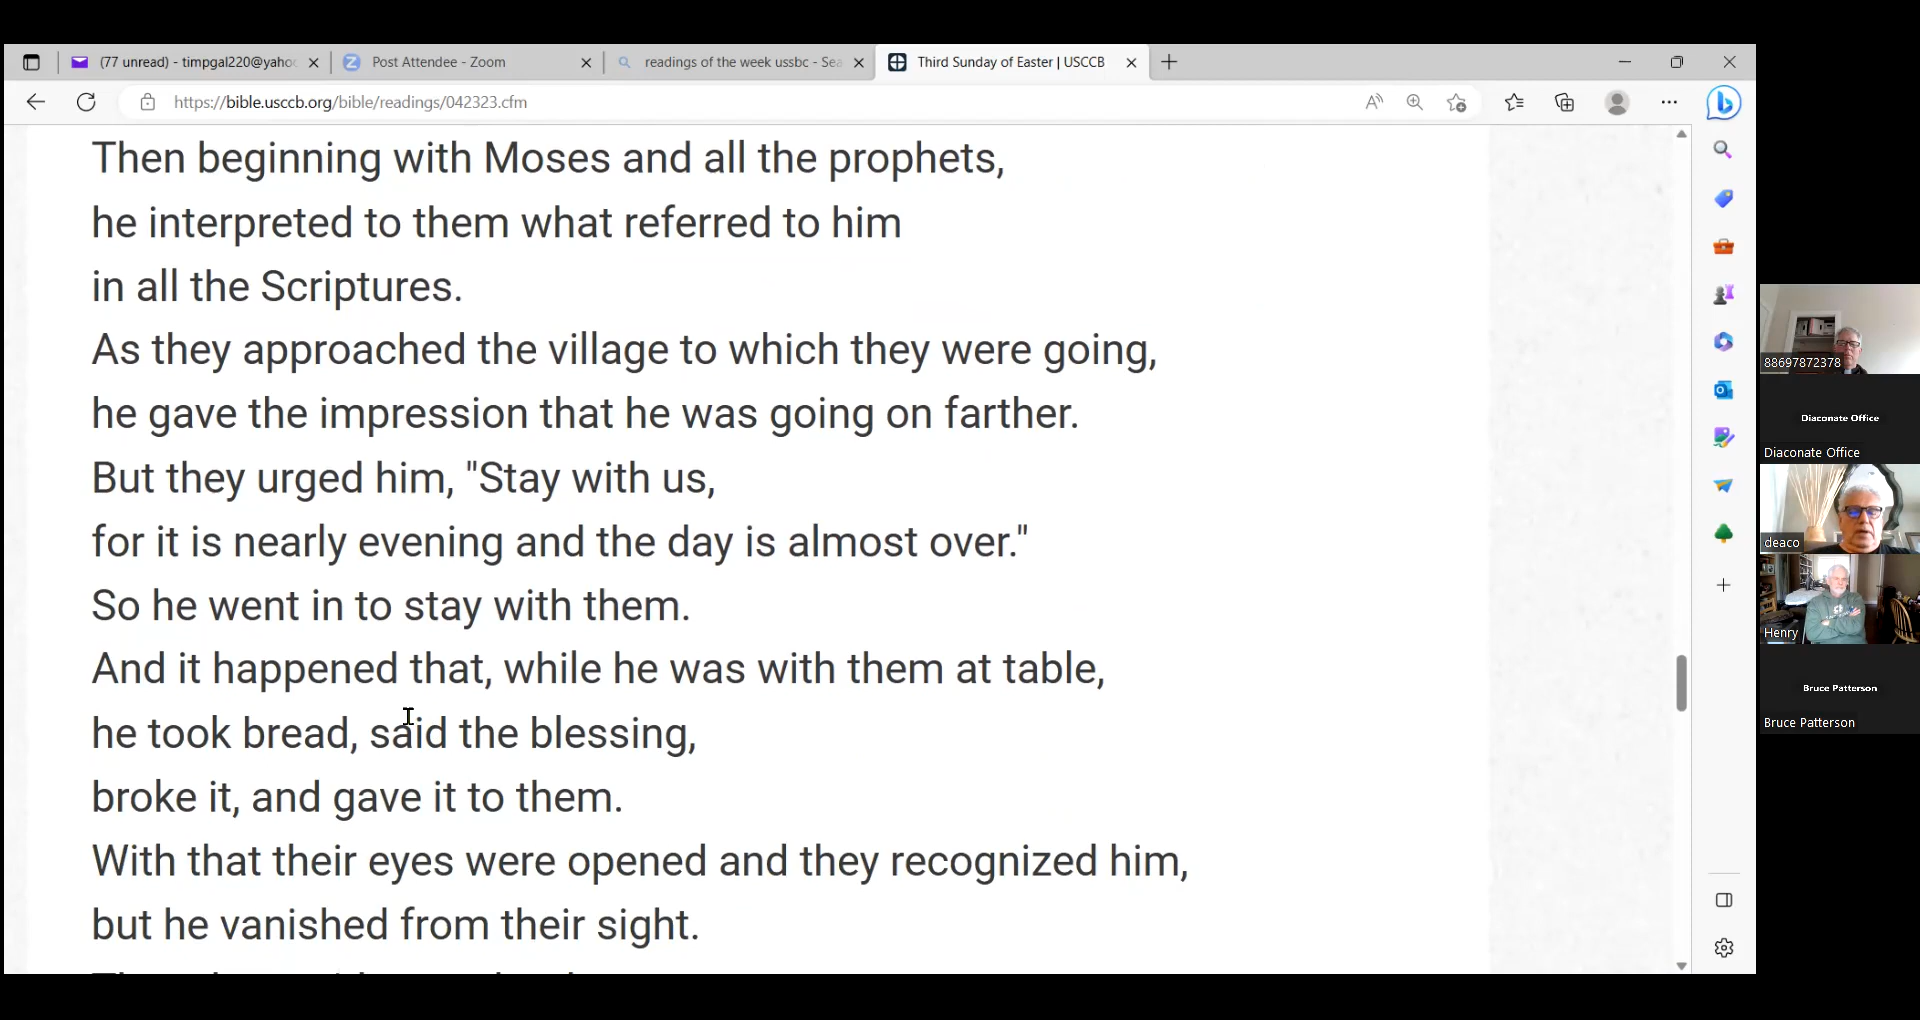 (77 unread) - timpgal220@yahoo
Post Attendee - Zoom
readings of the week ussbc - Sea
Third Sunday of Easter | USCCB
https://bible.usccb.org/bible/readings/042323.cfm
Then beginning with Moses and all the prophets,
he interpreted to them what referred to him
in all the Scriptures.
As they approached the village to which they were going,
he gave the impression that he was going on farther.
But they urged him, "Stay with us,
for it is nearly evening and the day is almost over."
So he went in to stay with them.
And it happened that, while he was with them at table,
he took bread, said the blessing,
broke it, and gave it to them.
With that their eyes were opened and they recognized him,
but he vanished from their sight.
88697872378
Diaconate Office
Diaconate Office
deaco
Henry
Bruce Patterson
Bruce Patterson